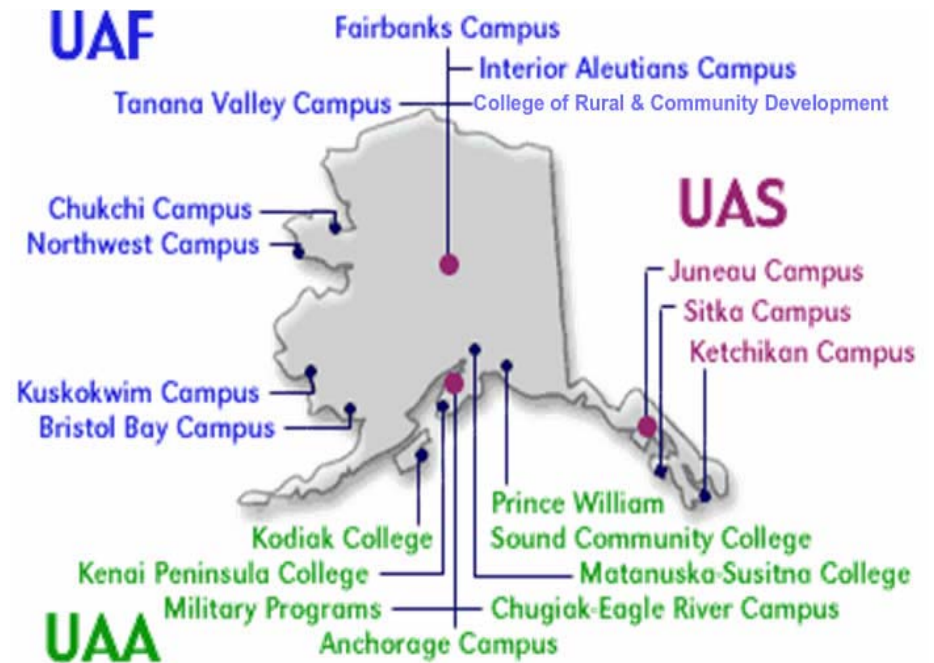 UAF
Fairbanks Campus
Interior Aleutians Campus
Tanana Valley Campus
College of Rural & Community Development
Chukchi Campus
Northwest Campus
Kuskokwim Campus
Bristol Bay Campus
UAS
Juneau Campus
Sitka Campus
Ketchikan Campus
Prince William
Sound Community College
Kodiak College
Kenai Peninsula College
Matanuska-Susitna College
Military Programs
Chugiak-Eagle River Campus
Anchorage Campus
UAA